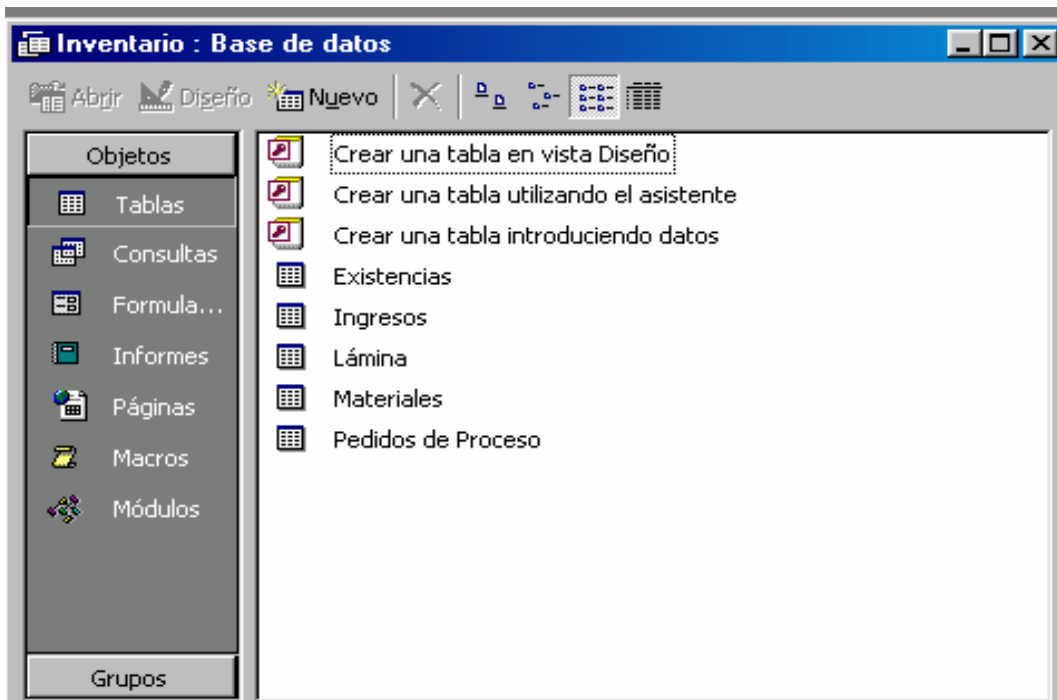 Inventario : Base de datos
Abrir Diseño Nuevo
Objetos
Tablas
Consultas
Formula...
Informes
Páginas
Macros
Módulos
Grupos
Crear una tabla en vista Diseño
Crear una tabla utilizando el asistente
Crear una tabla introduciendo datos
Existencias
Ingresos
Lámina
Materiales
Pedidos de Proceso